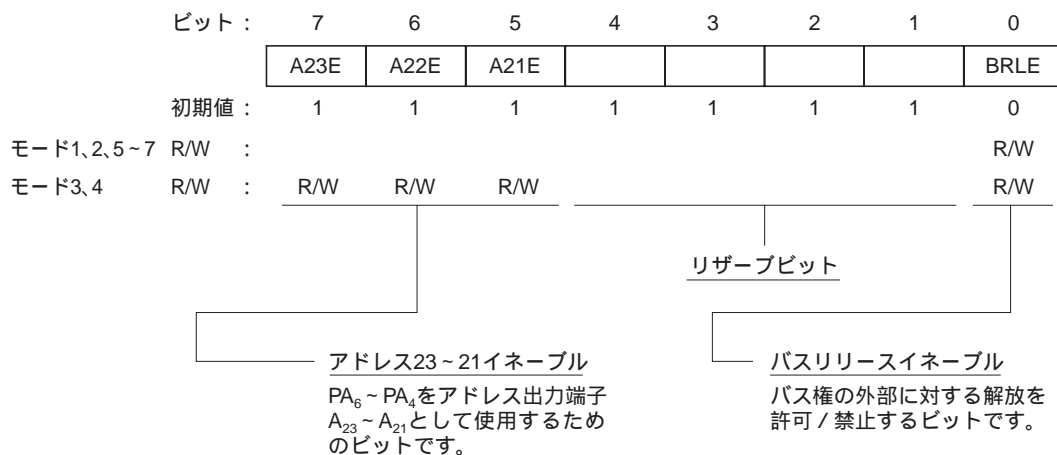 ビット： 7 6 5 4 3 2 1 0
A23E A22E A21E BRLE
初期値： 1 1 1 1 1 1 1 0
モード1、2、5～7 R/W ： R/W
モード3、4 R/W ： R/W R/W R/W R/W
リザーブビット
アドレス23～21イネーブル
PA6～PA4をアドレス出力端子
A23～A21として使用するため
のビットです。
バスリリースイネーブル
バス権の外部に対する解放を
許可／禁止するビットです。